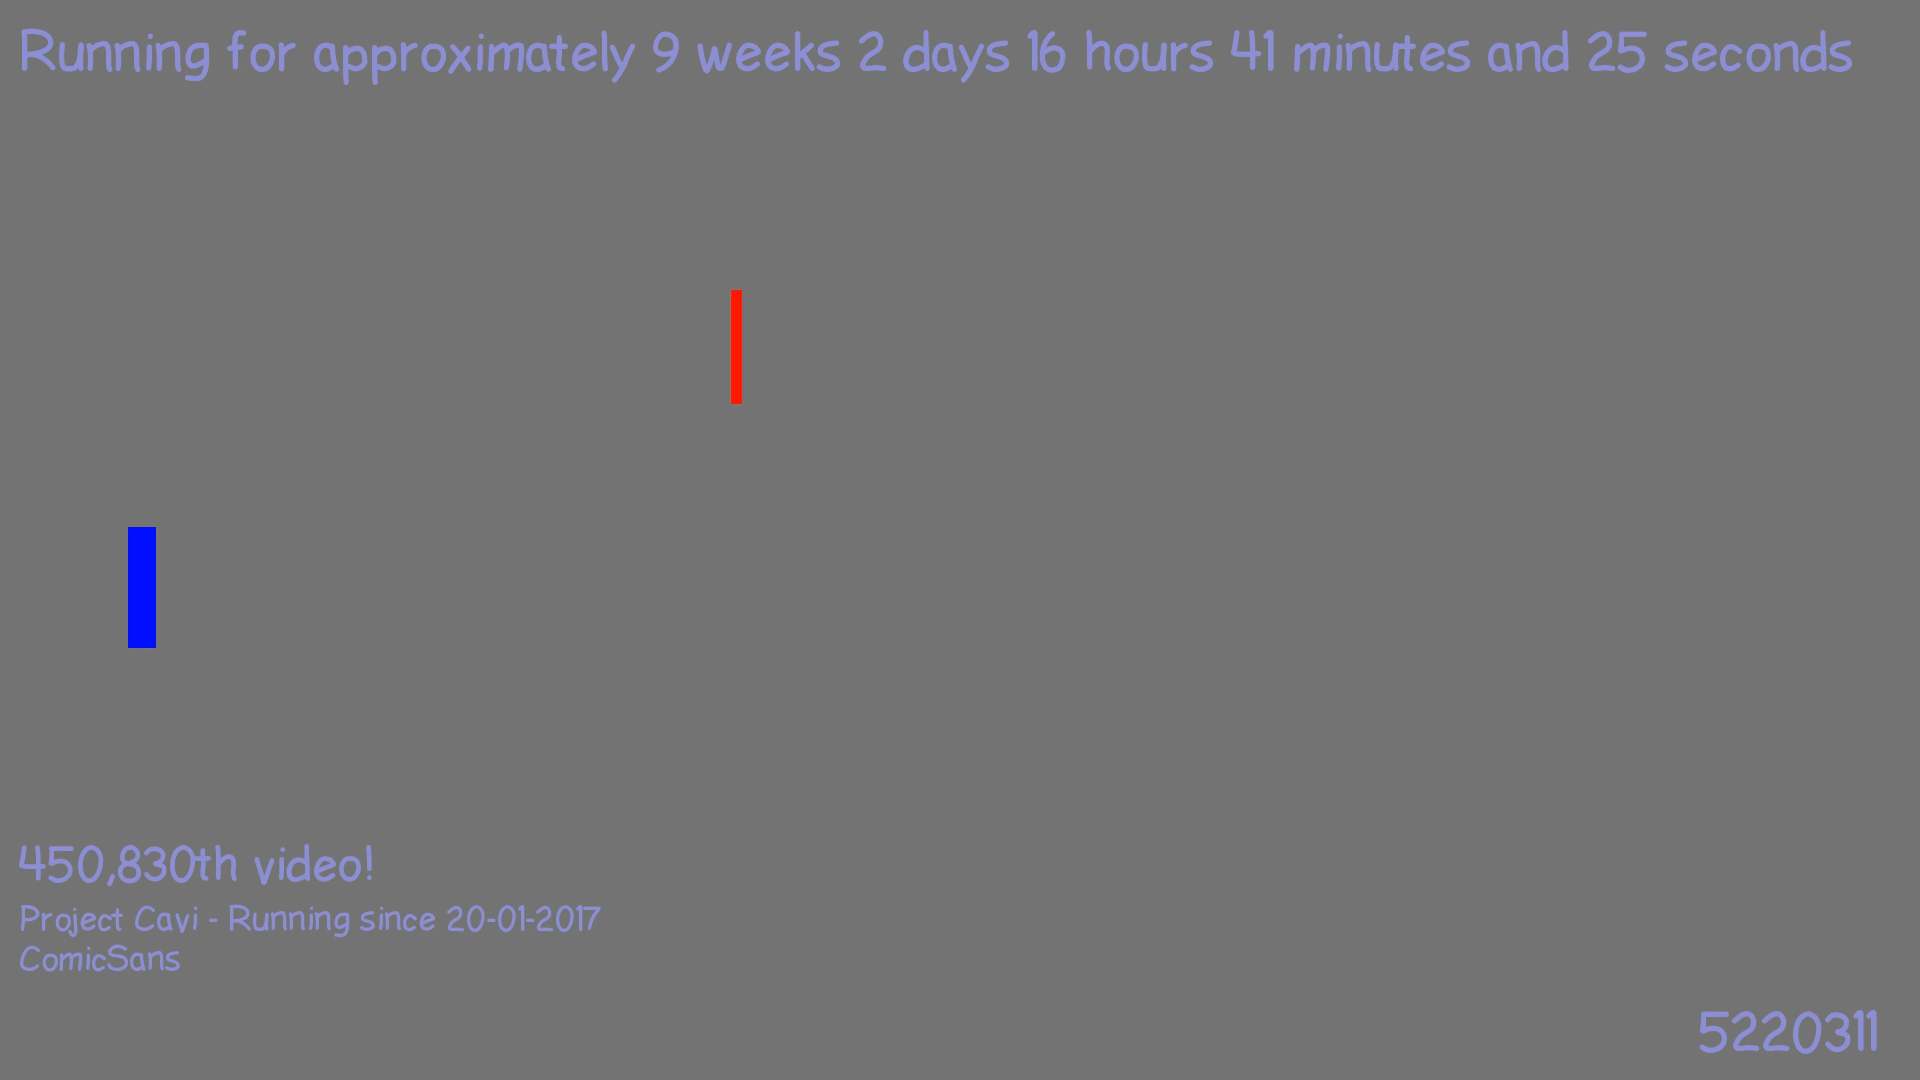 Running for approximately 9 weeks 2 days 16 hours 41 minutes and 25 seconds
450,830th video!
Project Cavi - Running since 20-01-2017
ComicSans
5220311